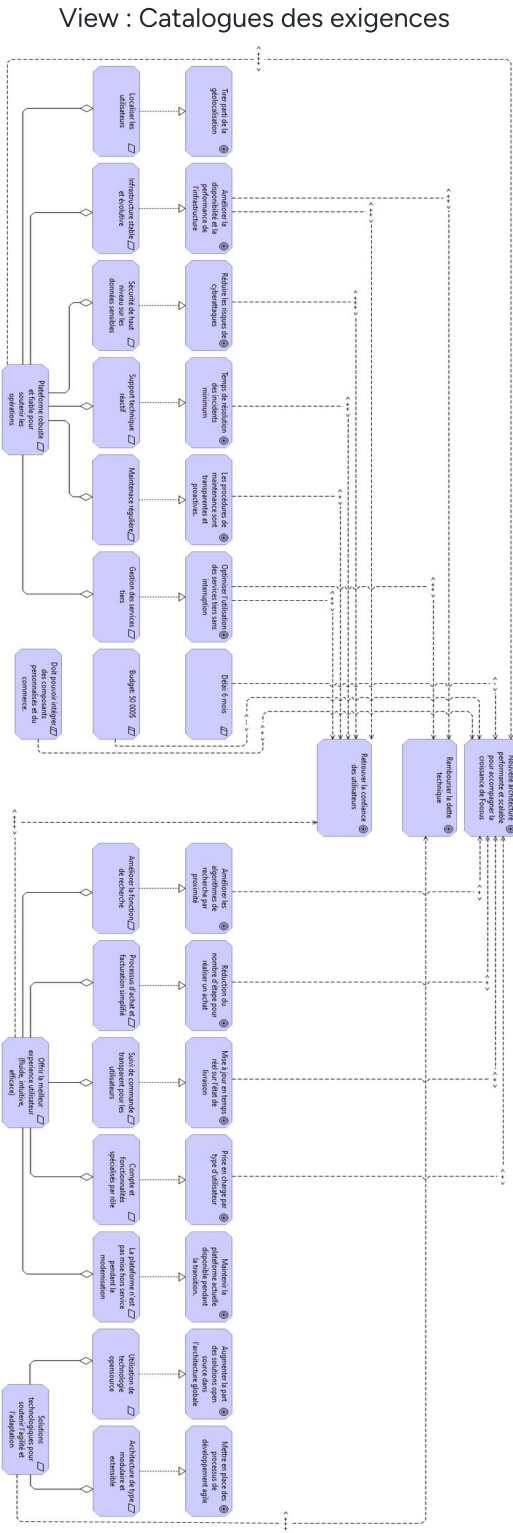 View : Catalogues des exigences
Tirer parti de la
géolocalisation
Localiser les
utilisateurs
Améliorer la
disponibilité et la
performance de
l'infrastructure
Infrastructure stable
et évolutive
Réduire les risques de
cyberattaques
Sécurité de haut
niveau sur les
données sensibles
Temps de résolution
des incidents
minimum
Support technique
réactif
Plateforme robuste
et fiable pour
soutenir les
opérations
Les procédures de
maintenance sont
transparentes et
proactives.
Maintenace régulière
Optimiser l'utilisation
des services tiers sans
interruption
Gestion des services
tiers
Délai: 6 mois
Budget: 50 000$
Doit pouvoir intégrer
des composants
personnalisés et du
commerce.
Nouvelle architecture
performante et scalable
pour accompagner la
croissance de Foosus
Rembourser la dette
technique
Retrouver la confiance
des utilisateurs
Améliorer les
algorithmes de
recherche par
proximité
Améliorer la fonction
de recherche
Réduction du
nombre d'étape pour
réaliser un achat
Processus d'achat et
facturation simplifié
Mise à jour en temps
réel sur l'état de
livraison
Suivi de commande
transparent pour les
utilisateurs
Offrir la meilleur
experience utilisateur
(fluide, intuitive,
efficace)
Prise en charge par
type d'utilisateur
Compte et
fonctionnalités
spécialisés par rôle
Maintenir la
plateforme actuelle
disponible pendant
la transition.
La plateforme n'est
pas mise hors service
pendant la
modernisation
Augmenter la part
des solutions open
source dans
l'architecture globale
Utilisation de
technologie
opensource
Mettre en place des
processus de
développement agile
Architecture de type
modulaire et
extensible
Solutions
technologiques pour
soutenir l'agilité et
l'adaptation